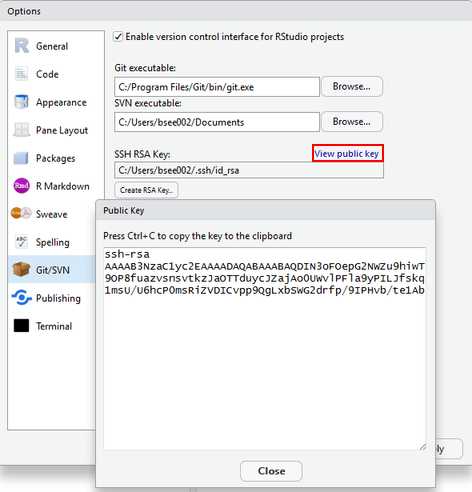 Options
General
Code
Appearance
Pane Layout
Packages
Rmd
R Markdown
Sweave
ABC
Spelling
Git/SVN
Publishing
Terminal
Enable version control interface for RStudio projects
Git executable:
C:/Program Files/Git/bin/git.exe
Browse...
SVN executable:
C:/Users/bsee002/Documents
Browse...
SSH RSA Key:
View public key
C:/Users/bsee002/.ssh/id_rsa
Create RSA Key...
Public Key
Press Ctrl+C to copy the key to the clipboard
ssh-rsa
AAAAB3NzaC1yc2EAAAADAQABAAABAQDIN3oFOepG2NWZu9hiwT
9OP8fuazvsnsvtkzJaOTTduycJZajAoOUWvlPFla9yPILJfskq
1msU/U6hcP0msRiZVDICvpp9QgLxbSWG2drfp/9IPHvb/te1Ab
Close